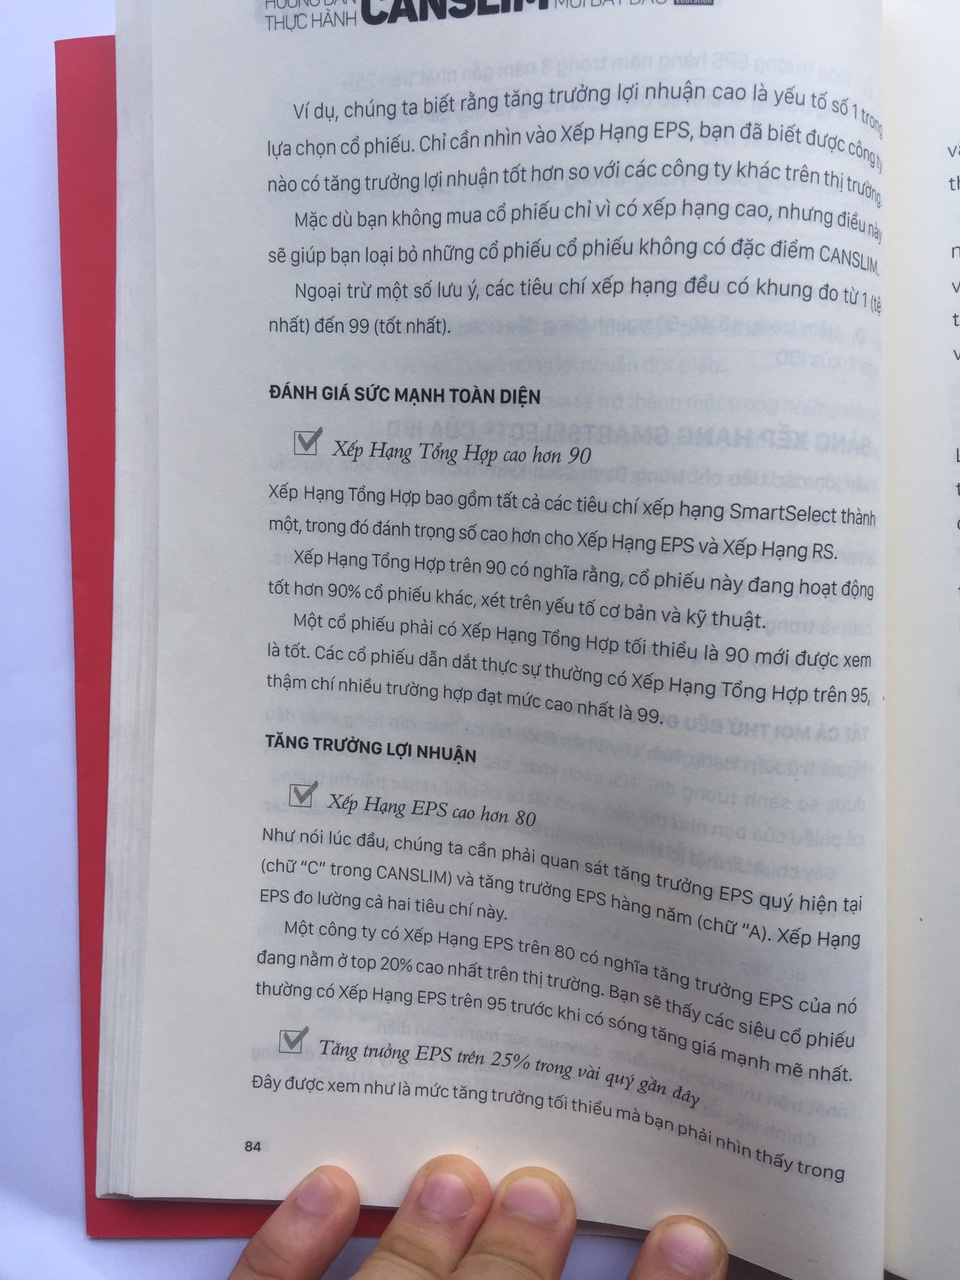 HƯỚNG DẪN
THỰC HÀNH CANSLIM
Ví dụ, chúng ta biết rằng tăng trưởng lợi nhuận cao là yếu tố số 1 trong
lựa chọn cổ phiếu. Chỉ cần nhìn vào Xếp Hạng EPS, bạn đã biết được công ty
nào có tăng trưởng lợi nhuận tốt hơn so với các công ty khác trên thị trường.
Mặc dù bạn không mua cổ phiếu chỉ vì có xếp hạng cao, nhưng điều này
sẽ giúp bạn loại bỏ những cổ phiếu cổ phiếu không có đặc điểm CANSLIM.
Ngoại trừ một số lưu ý, các tiêu chí xếp hạng đều có khung đo từ 1 (tệ
nhất) đến 99 (tốt nhất).
ĐÁNH GIÁ SỨC MẠNH TOÀN DIỆN
Xếp Hạng Tổng Hợp cao hơn 90
Xếp Hạng Tổng Hợp bao gồm tất cả các tiêu chí xếp hạng SmartSelect thành
một, trong đó đánh trọng số cao hơn cho Xếp Hạng EPS và Xếp Hạng RS.
Xếp Hạng Tổng Hợp trên 90 có nghĩa rằng, cổ phiếu này đang hoạt động
tốt hơn 90% cổ phiếu khác, xét trên yếu tố cơ bản và kỹ thuật.
Một cổ phiếu phải có Xếp Hạng Tổng Hợp tối thiểu là 90 mới được xem
là tốt. Các cổ phiếu dẫn dắt thực sự thường có Xếp Hạng Tổng Hợp trên 95,
thậm chí nhiều trường hợp đạt mức cao nhất là 99.
TĂNG TRƯỞNG LỢI NHUẬN
Xếp Hạng EPS cao hơn 80
Như nói lúc đầu, chúng ta cần phải quan sát tăng trưởng EPS quý hiện tại
(chữ "C" trong CANSLIM) và tăng trưởng EPS hàng năm (chữ "A). Xếp Hạng
EPS đo lường cả hai tiêu chí này.
Một công ty có Xếp Hạng EPS trên 80 có nghĩa tăng trưởng EPS của nó
đang nằm ở top 20% cao nhất trên thị trường. Bạn sẽ thấy các siêu cổ phiếu
thường có Xếp Hạng EPS trên 95 trước khi có sóng tăng giá mạnh mẽ nhất.
Tăng trưởng EPS trên 25% trong vài quý gần đây
Đây được xem như là mức tăng trưởng tối thiểu mà bạn phải nhìn thấy trong
84